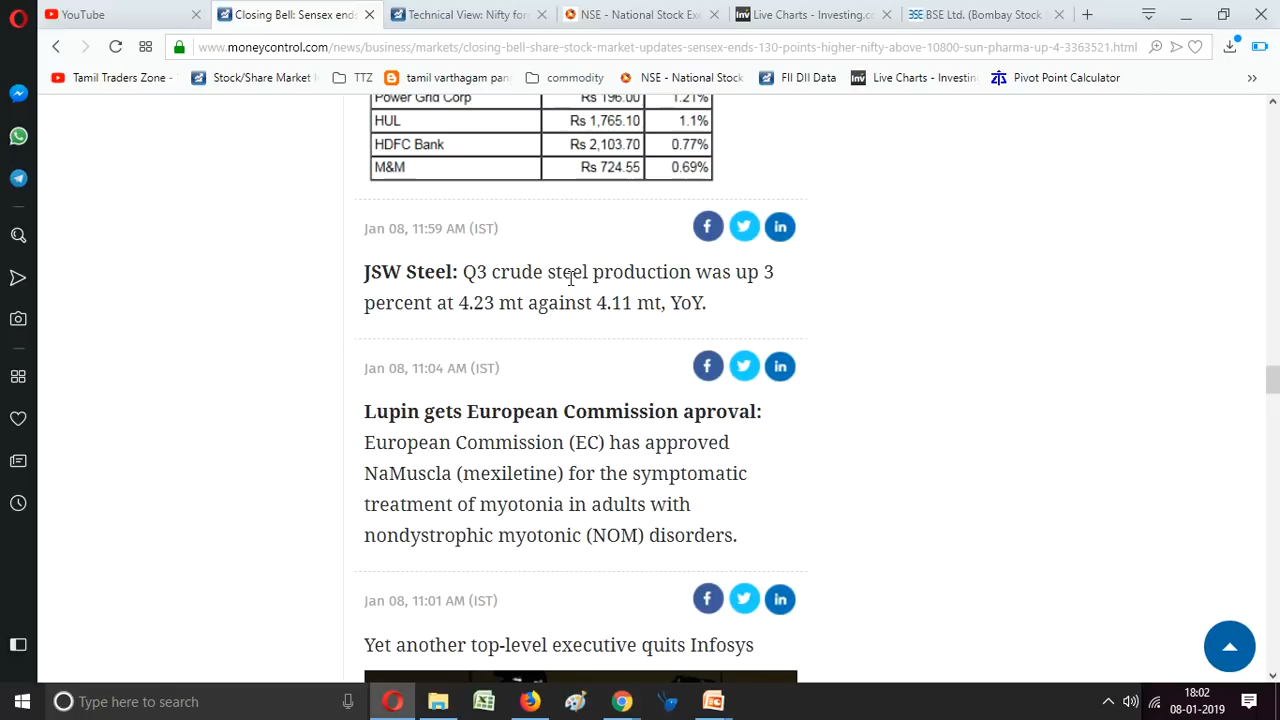 YouTube
Closing Bell: Sensex ends
Technical View: Nifty for
NSE - National Stock Exc
Inv Live Charts - Investing.co
BSE BSE Ltd. (Bombay Stock
www.moneycontrol.com/news/business/markets/closing-bell-share-stock-market-updates-sensex-ends-130-points-higher-nifty-above-10800-sun-pharma-up-4-3363521.html
Tamil Traders Zone -
Stock/Share Market
TTZ
tamil varthagam pan
commodity
NSE - National Stock
FII DII Data
Inv Live Charts - Investin
Pivot Point Calculator
Power Grid Corp Rs 196.00 1.21%
HUL Rs 1,765.10 1.1%
HDFC Bank Rs 2,103.70 0.77%
M&M Rs 724.55 0.69%
Jan 08, 11:59 AM (IST)
JSW Steel: Q3 crude steel production was up 3
percent at 4.23 mt against 4.11 mt, YoY.
Jan 08, 11:04 AM (IST)
Lupin gets European Commission aproval:
European Commission (EC) has approved
NaMuscla (mexiletine) for the symptomatic
treatment of myotonia in adults with
nondystrophic myotonic (NOM) disorders.
Jan 08, 11:01 AM (IST)
Yet another top-level executive quits Infosys
Type here to search
18:02
08-01-2019